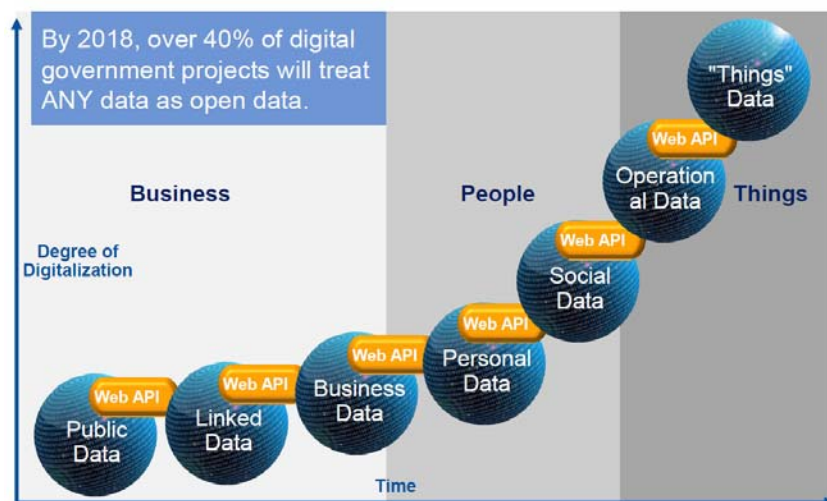 By 2018, over 40% of digital
government projects will treat
ANY data as open data.
"Things"
Data
Web API
Operation
al Data
Business
People
Things
Web API
Degree of
Digitalization
Social
Data
Web API
Personal
Data
Web API
Business
Data
Web API
Linked
Data
Web API
Public
Data
Time